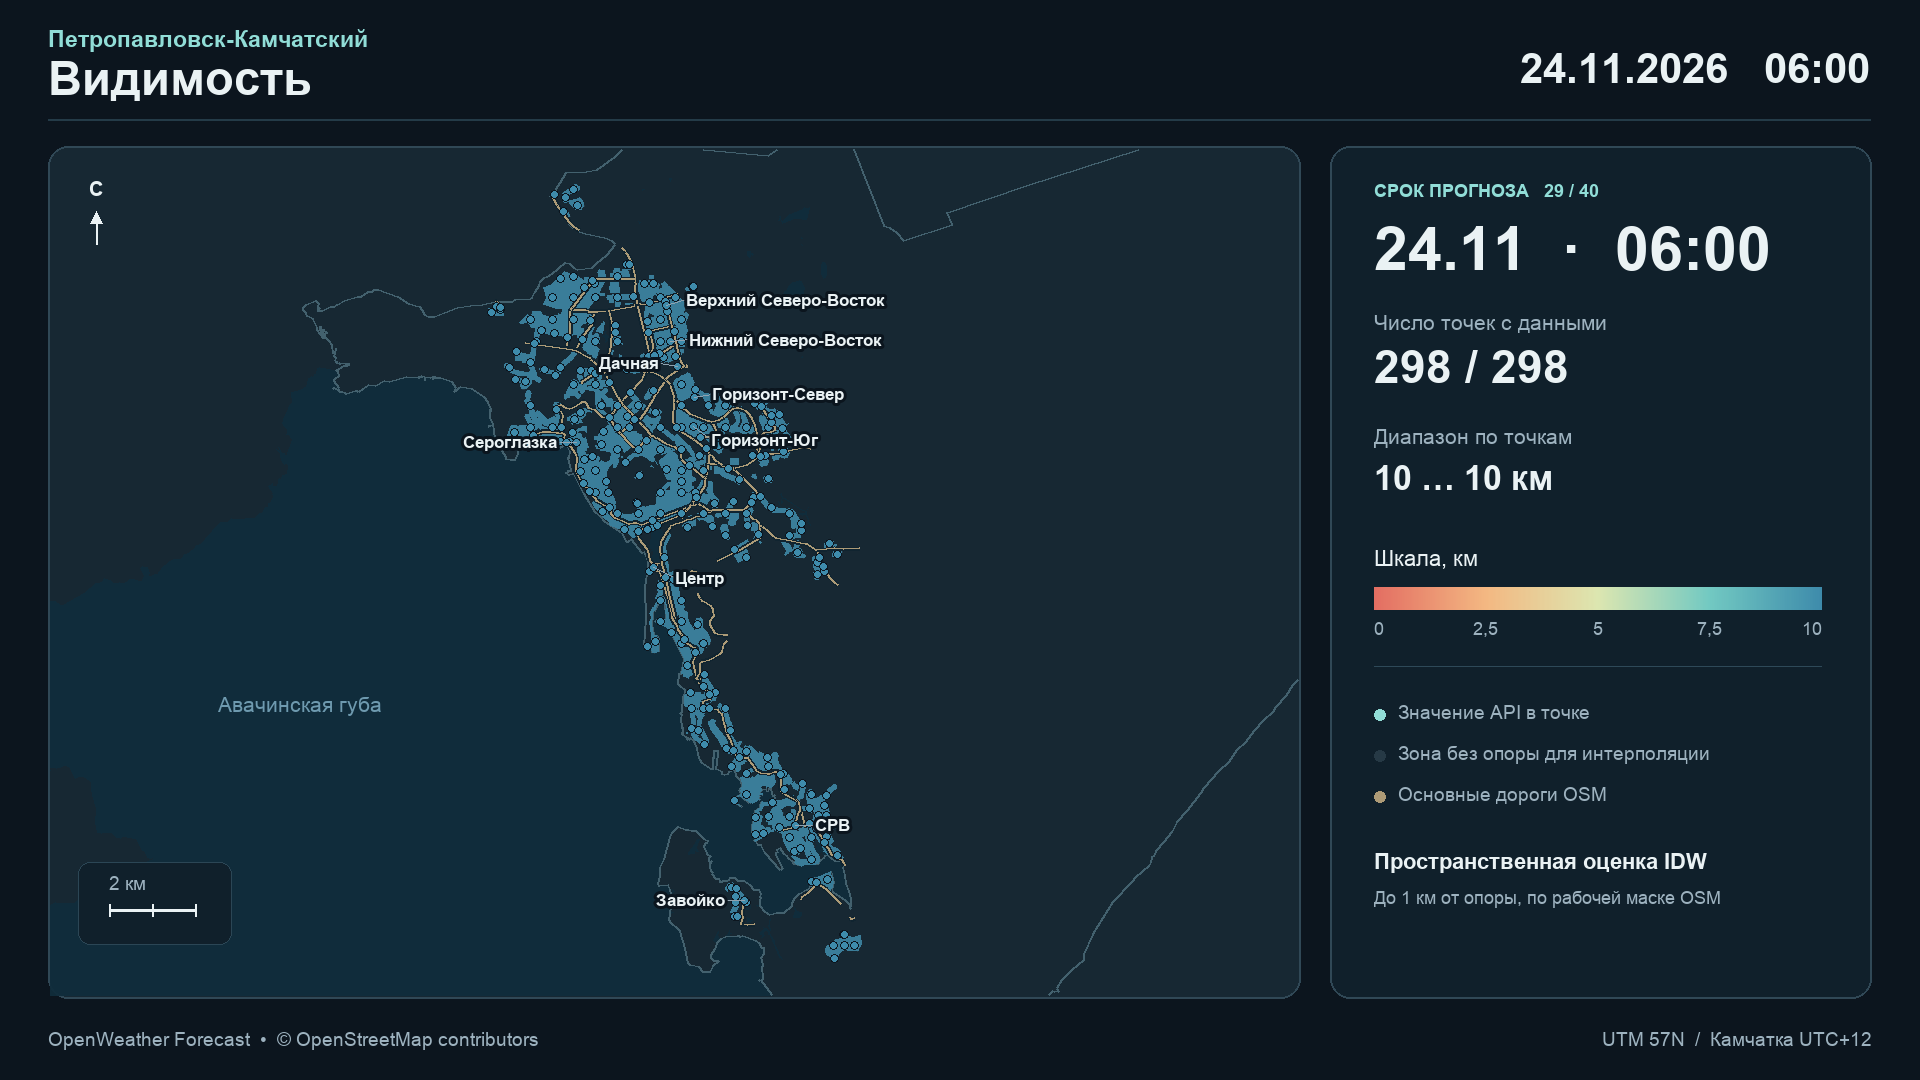 Петропавловск-Камчатский
Видимость
24.11.2026 06:00
С
Верхний Северо-Восток
Нижний Северо-Восток
Дачная
Горизонт-Север
Горизонт-Юг
Сероглазка
Центр
Авачинская губа
СРВ
Завойко
2 км
СРОК ПРОГНОЗА 29 / 40
24.11 · 06:00
Число точек с данными
298 / 298
Диапазон по точкам
10 … 10 км
Шкала, км
0 2,5 5 7,5 10
Значение API в точке
Зона без опоры для интерполяции
Основные дороги OSM
Пространственная оценка IDW
До 1 км от опоры, по рабочей маске OSM
OpenWeather Forecast • © OpenStreetMap contributors
UTM 57N / Камчатка UTC+12